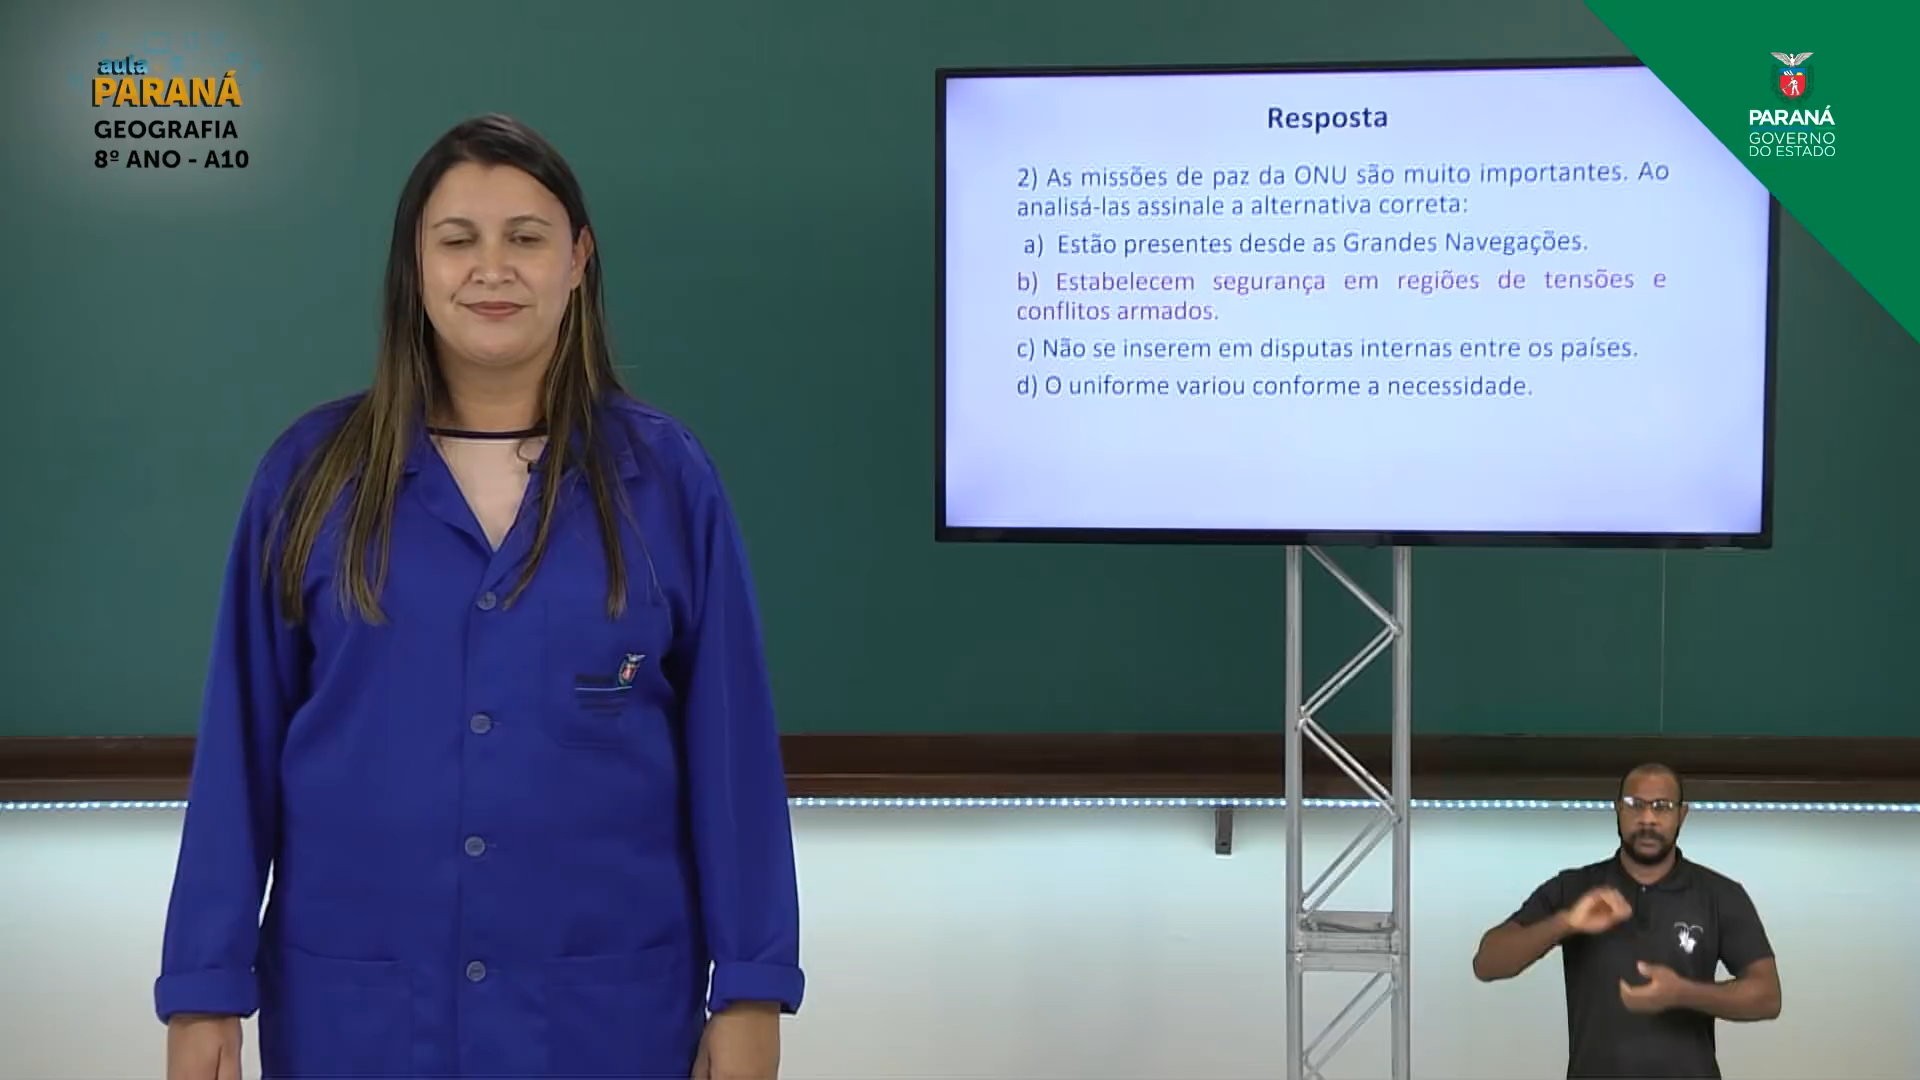 aula
PARANÁ
GEOGRAFIA
8º ANO - A10
Resposta
2) As missões de paz da ONU são muito importantes. Ao
analisá-las assinale a alternativa correta:
a) Estão presentes desde as Grandes Navegações.
b) Estabelecem segurança em regiões de tensões e
conflitos armados.
c) Não se inserem em disputas internas entre os países.
d) O uniforme variou conforme a necessidade.
PARANÁ
GOVERNO
DO ESTADO